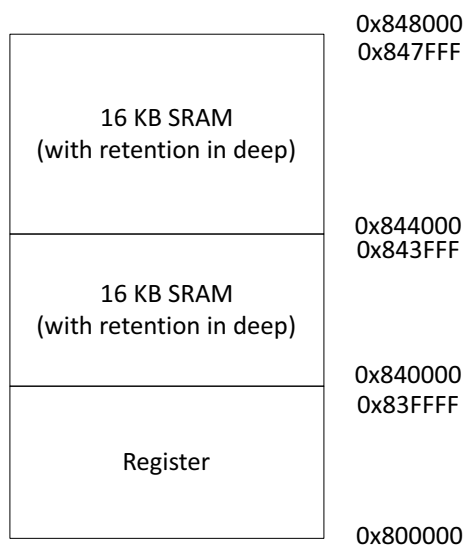 0x848000
0x847FFF
16 KB SRAM
(with retention in deep)
0x844000
0x843FFF
16 KB SRAM
(with retention in deep)
0x840000
0x83FFFF
Register
0x800000